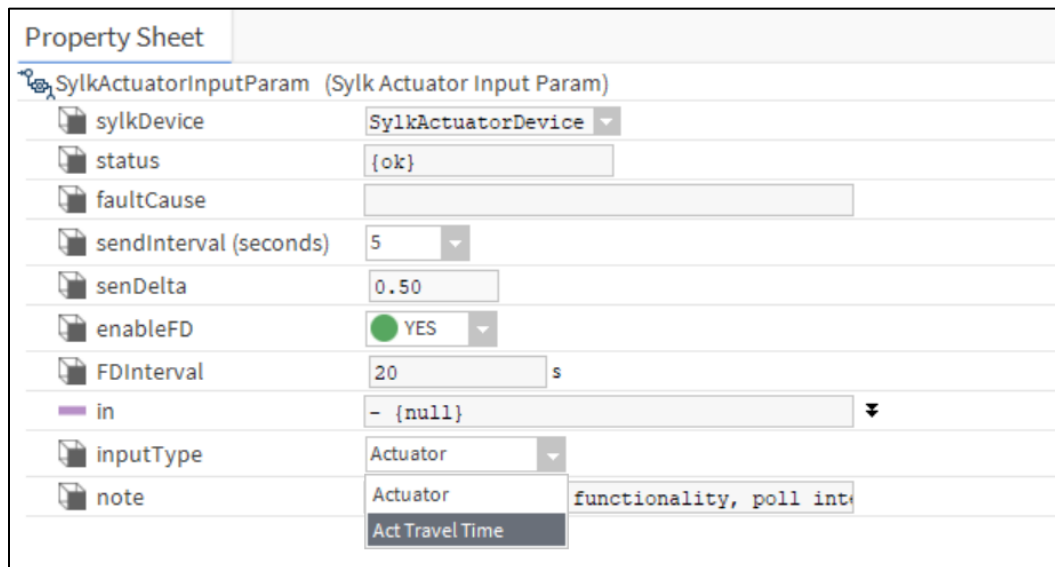 Property Sheet
SylkActuatorInputParam (Sylk Actuator Input Param)
sylkDevice SylkActuatorDevice
status {ok}
faultCause
sendInterval (seconds) 5
senDelta 0.50
enableFD YES
FDInterval 20 s
in - {null}
inputType Actuator
note Actuator functionality, poll
Act Travel Time